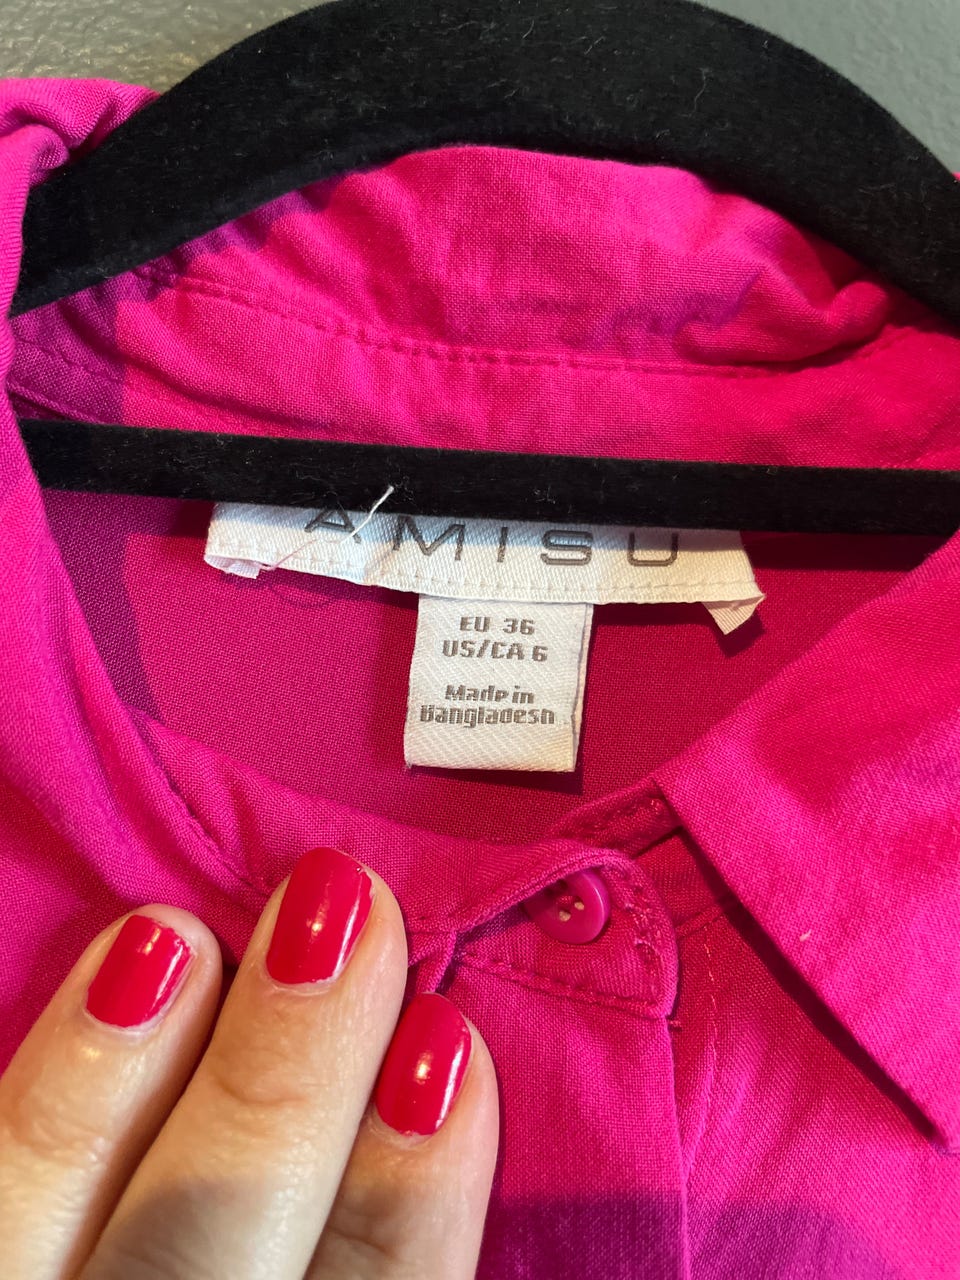 AMISU
EU 36
US/CA 6
Made in
Bangladesh